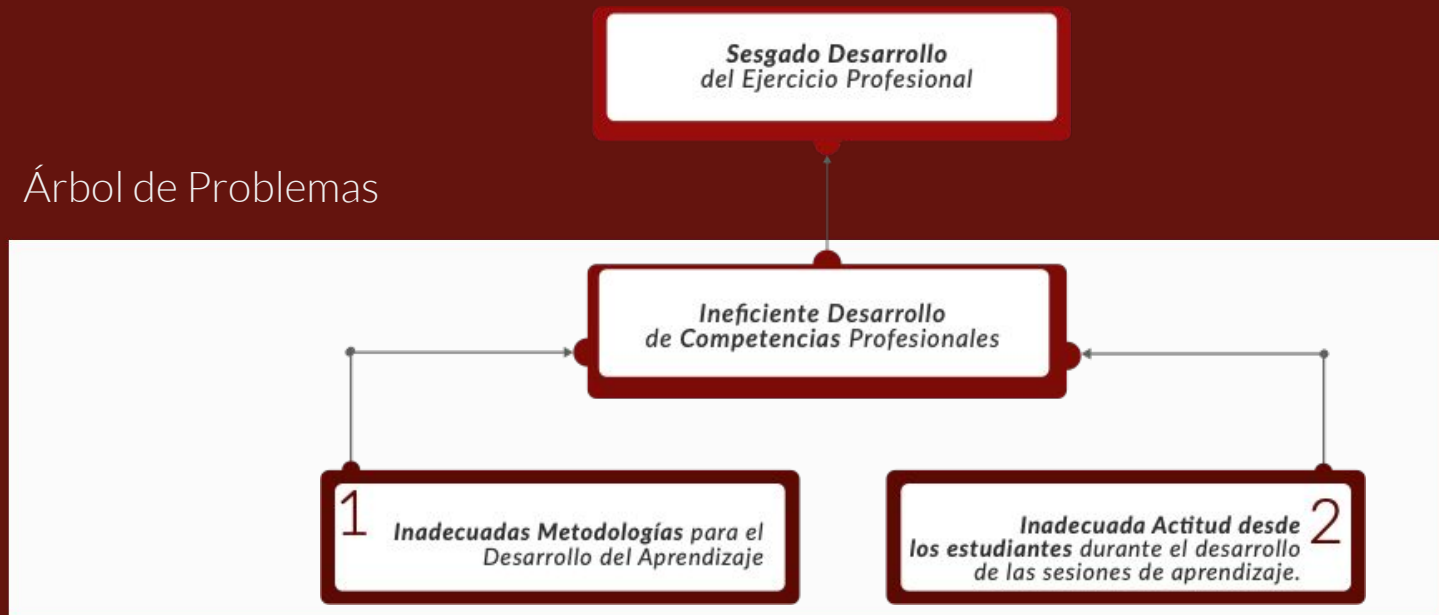 Sesgado Desarrollo
del Ejercicio Profesional
Árbol de Problemas
Ineficiente Desarrollo
de Competencias Profesionales
1
Inadecuadas Metodologías para el
Desarrollo del Aprendizaje
2
Inadecuada Actitud desde
los estudiantes durante el desarrollo
de las sesiones de aprendizaje.